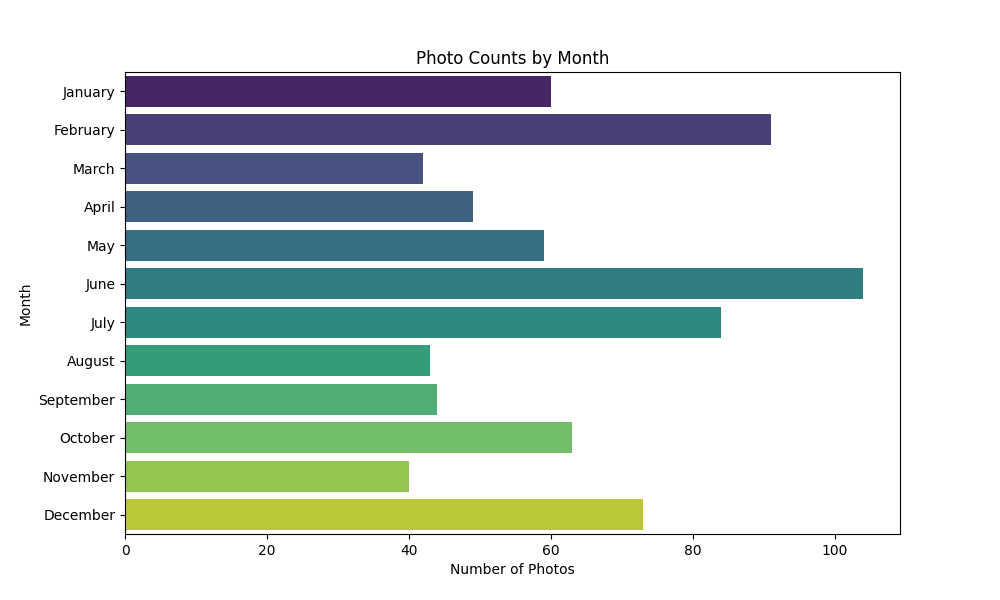 Photo Counts by Month
January
February
March
April
May
June
July
August
September
October
November
December
Month
0 20 40 60 80 100
Number of Photos